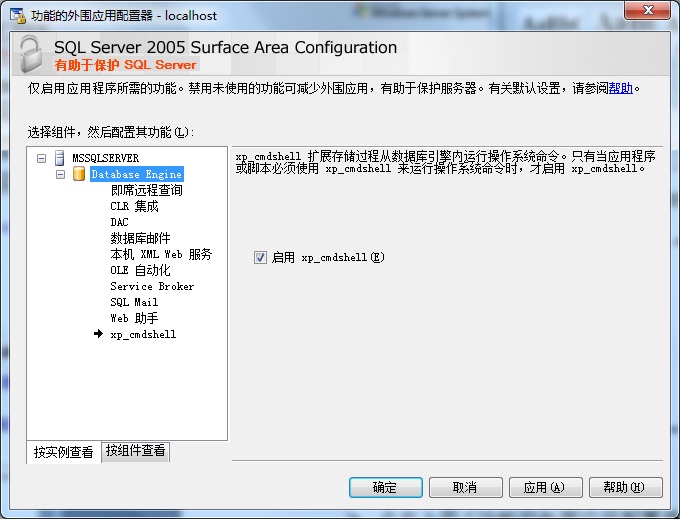 功能的外围应用配置器 - localhost
SQL Server 2005 Surface Area Configuration
有助于保护 SQL Server
仅启用应用程序所需的功能。禁用未使用的功能可减少外围应用，有助于保护服务器。有关默认设置，请参阅帮助。
选择组件，然后配置其功能(L):
MSSQLSERVER
Database Engine
即席远程查询
CLR 集成
DAC
数据库邮件
本机 XML Web 服务
OLE 自动化
Service Broker
SQL Mail
Web 助手
xp_cmdshell
按实例查看
按组件查看
xp_cmdshell 扩展存储过程从数据库引擎内运行操作系统命令。只有当应用程序
或脚本必须使用 xp_cmdshell 来运行操作系统命令时，才启用 xp_cmdshell。
启用 xp_cmdshell(E)
确定
取消
应用(A)
帮助(H)